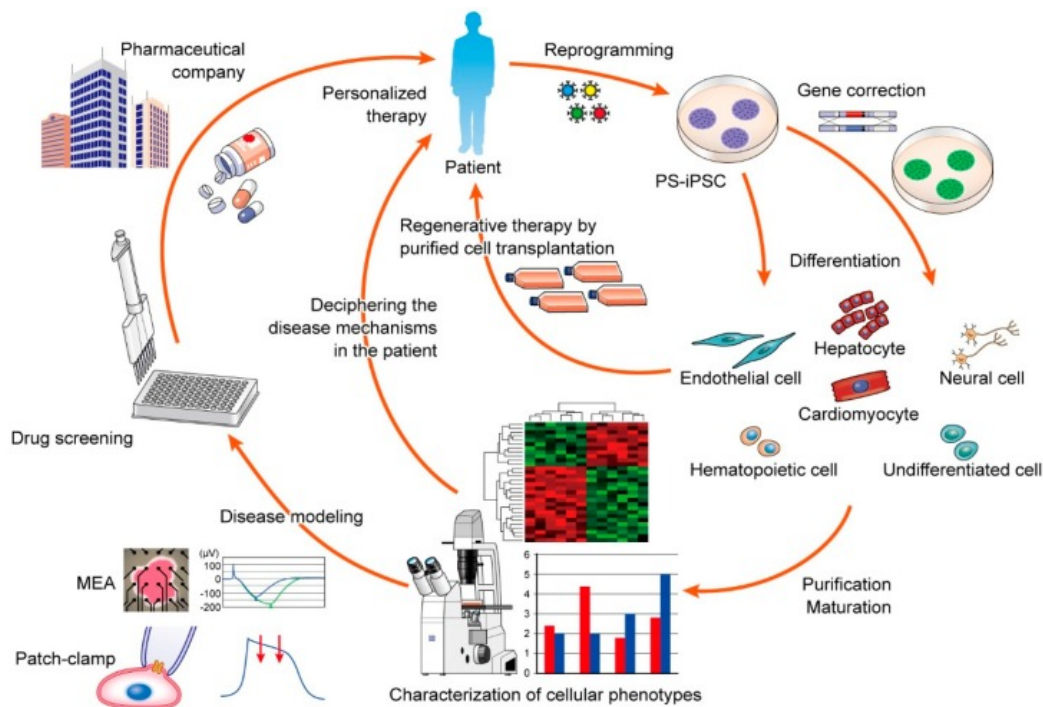 Pharmaceutical
company
Reprogramming
Personalized
therapy
Gene correction
Patient
PS-iPSC
Regenerative therapy by
purified cell transplantation
Differentiation
Deciphering the
disease mechanisms
in the patient
Hepatocyte
Endothelial cell
Neural cell
Cardiomyocyte
Drug screening
Hematopoietic cell
Undifferentiated cell
Disease modeling
(µV)
100
0
-100
-200
MEA
6
5
4
3
2
1
0
Purification
Maturation
Patch-clamp
Characterization of cellular phenotypes